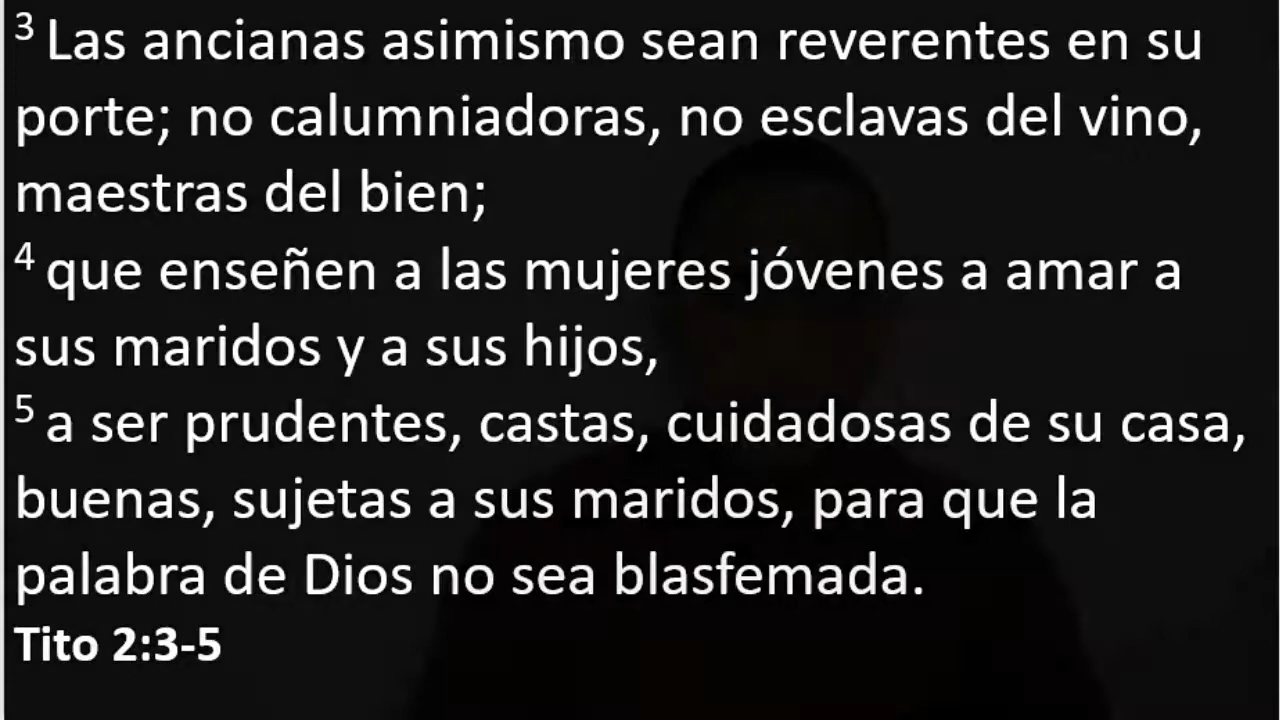 3 Las ancianas asimismo sean reverentes en su
porte; no calumniadoras, no esclavas del vino,
maestras del bien;
4 que enseñen a las mujeres jóvenes a amar a
sus maridos y a sus hijos,
5 a ser prudentes, castas, cuidadosas de su casa,
buenas, sujetas a sus maridos, para que la
palabra de Dios no sea blasfemada.
Tito 2:3-5